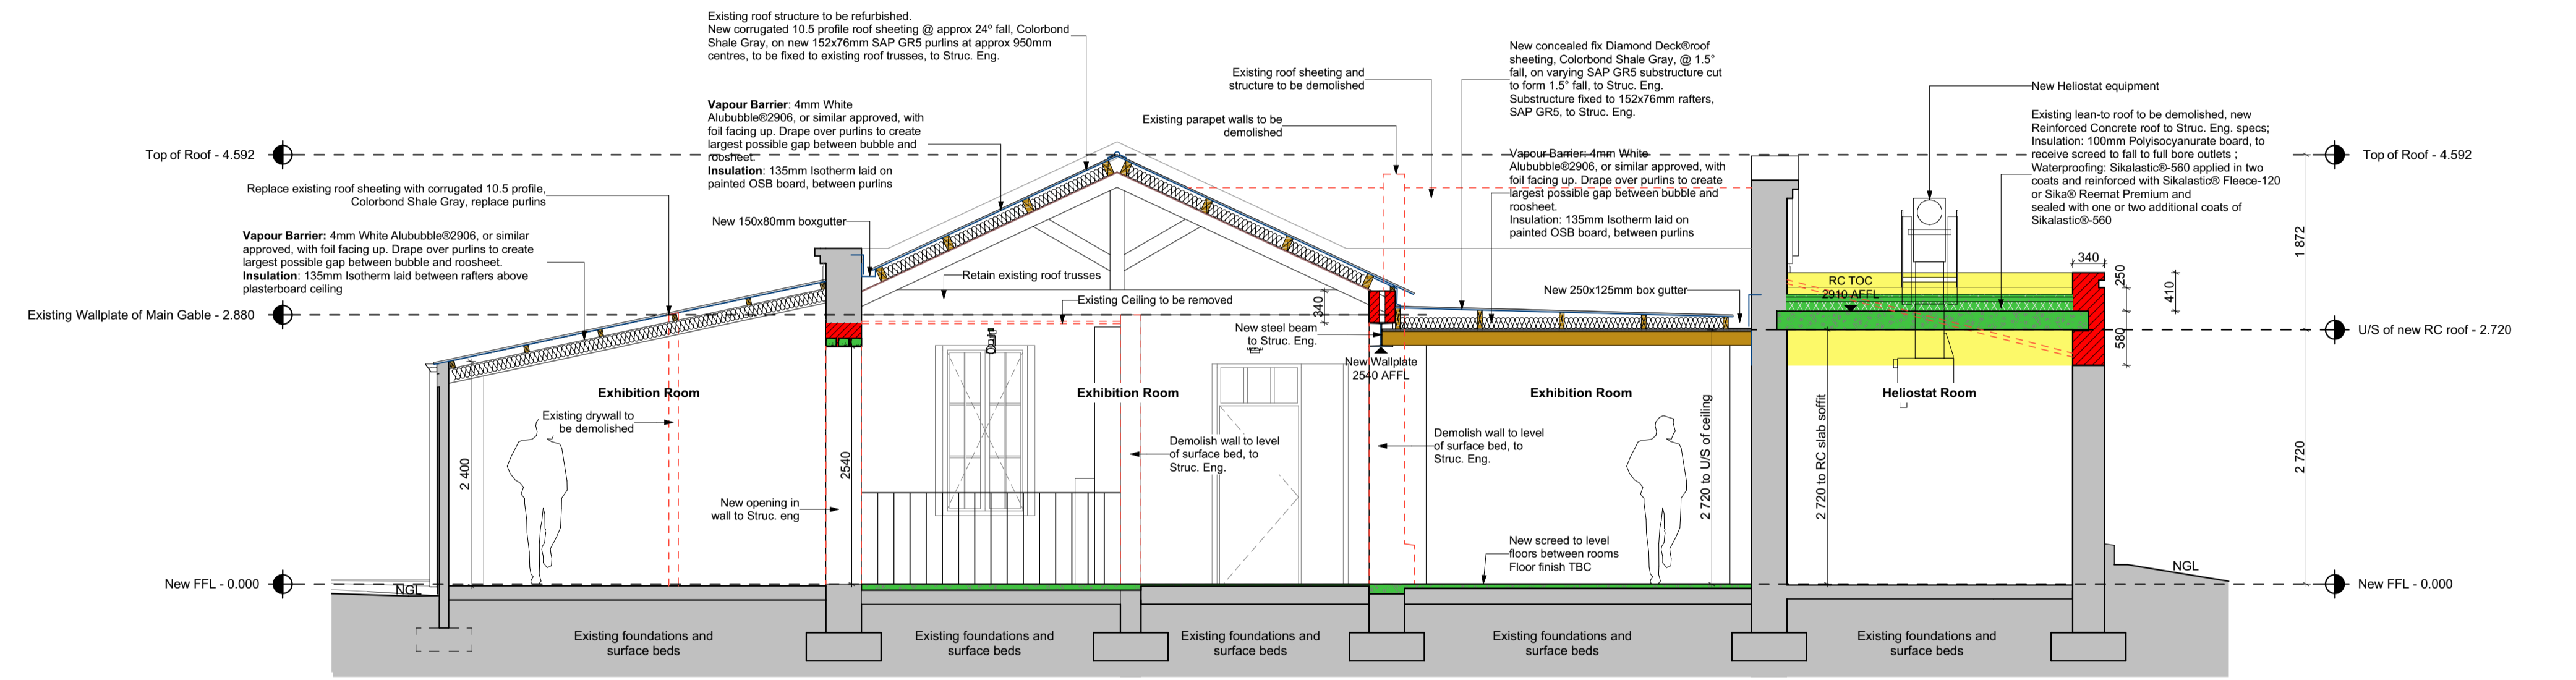 Existing roof structure to be refurbished.
New corrugated 10.5 profile roof sheeting @ approx 24º fall, Colorbond
Shale Gray, on new 152x76mm SAP GR5 purlins at approx 950mm
centres, to be fixed to existing roof trusses, to Struc. Eng.
Vapour Barrier: 4mm White
Alububble®2906, or similar approved, with
foil facing up. Drape over purlins to create
largest possible gap between bubble and
roosheet.
Insulation: 135mm Isotherm laid on
painted OSB board, between purlins
Existing roof sheeting and
structure to be demolished
Existing parapet walls to be
demolished
New concealed fix Diamond Deck®roof
sheeting, Colorbond Shale Gray, @ 1.5°
fall, on varying SAP GR5 substructure cut
to form 1.5° fall, to Struc. Eng.
Substructure fixed to 152x76mm rafters,
SAP GR5, to Struc. Eng.
Vapour Barrier: 4mm White
Alububble®2906, or similar approved, with
foil facing up. Drape over purlins to create
largest possible gap between bubble and
roosheet.
Insulation: 135mm Isotherm laid on
painted OSB board, between purlins
New Heliostat equipment
Existing lean-to roof to be demolished, new
Reinforced Concrete roof to Struc. Eng. specs;
Insulation: 100mm Polyisocyanurate board, to
receive screed to fall to full bore outlets ;
Waterproofing: Sikalastic®-560 applied in two
coats and reinforced with Sikalastic® Fleece-120
or Sika® Reemat Premium and
sealed with one or two additional coats of
Sikalastic®-560
Top of Roof - 4.592
Top of Roof - 4.592
Replace existing roof sheeting with corrugated 10.5 profile,
Colorbond Shale Gray, replace purlins
Vapour Barrier: 4mm White Alububble®2906, or similar
approved, with foil facing up. Drape over purlins to create
largest possible gap between bubble and roosheet.
Insulation: 135mm Isotherm laid between rafters above
plasterboard ceiling
New 150x80mm boxgutter
Retain existing roof trusses
Existing Ceiling to be removed
340
New steel beam
to Struc. Eng.
New Wallplate
2540 AFFL
New 250x125mm box gutter
RC TOC
2910 AFFL
340
250
410
580
1 872
Existing Wallplate of Main Gable - 2.880
U/S of new RC roof - 2.720
Exhibition Room
Exhibition Room
Exhibition Room
Heliostat Room
Existing drywall to
be demolished
2 400
2540
New opening in
wall to Struc. eng
Demolish wall to level
of surface bed, to
Struc. Eng.
Demolish wall to level
of surface bed, to
Struc. Eng.
2 720 to U/S of ceiling
2 720 to RC slab soffit
2 720
New screed to level
floors between rooms
Floor finish TBC
New FFL - 0.000
New FFL - 0.000
NGL
NGL
Existing foundations and
surface beds
Existing foundations and
surface beds
Existing foundations and
surface beds
Existing foundations and
surface beds
Existing foundations and
surface beds